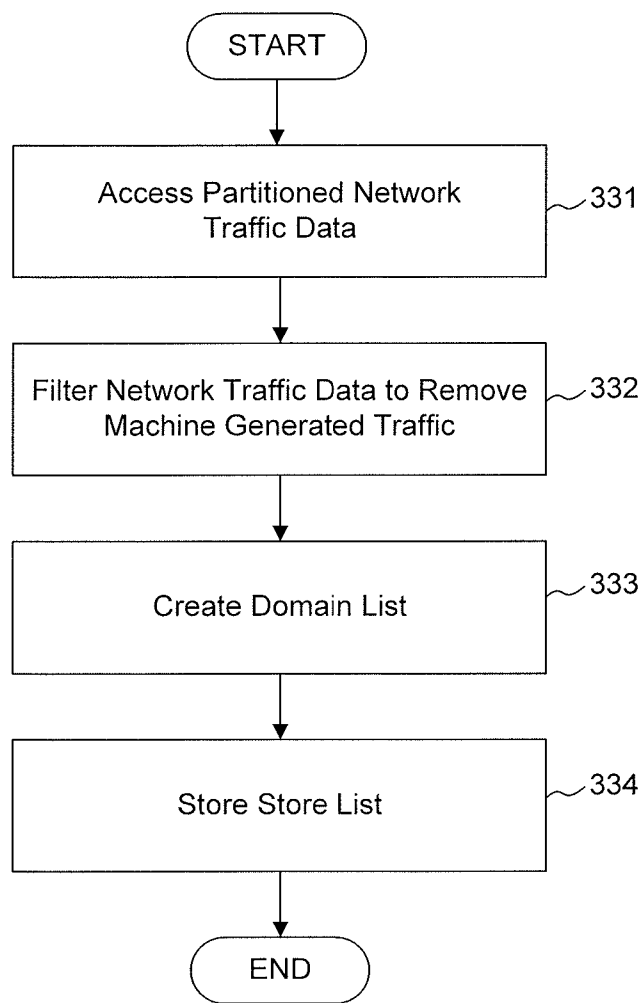 START
Access Partitioned Network
Traffic Data
331
Filter Network Traffic Data to Remove
Machine Generated Traffic
332
Create Domain List
333
Store Store List
334
END